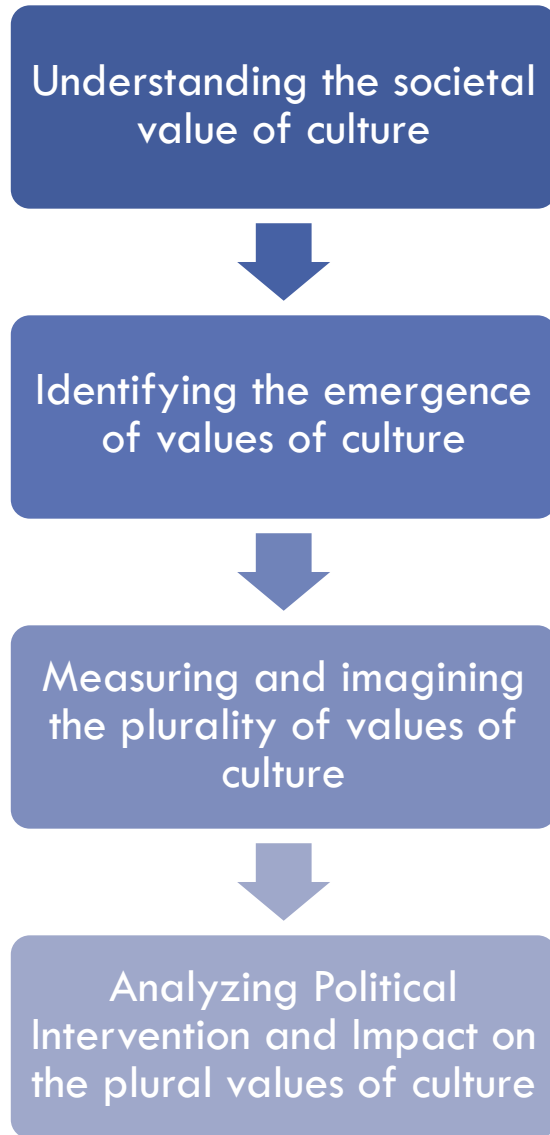 Understanding the societal
value of culture
Identifying the emergence
of values of culture
Measuring and imagining
the plurality of values of
culture
Analyzing Political
Intervention and Impact on
the plural values of culture